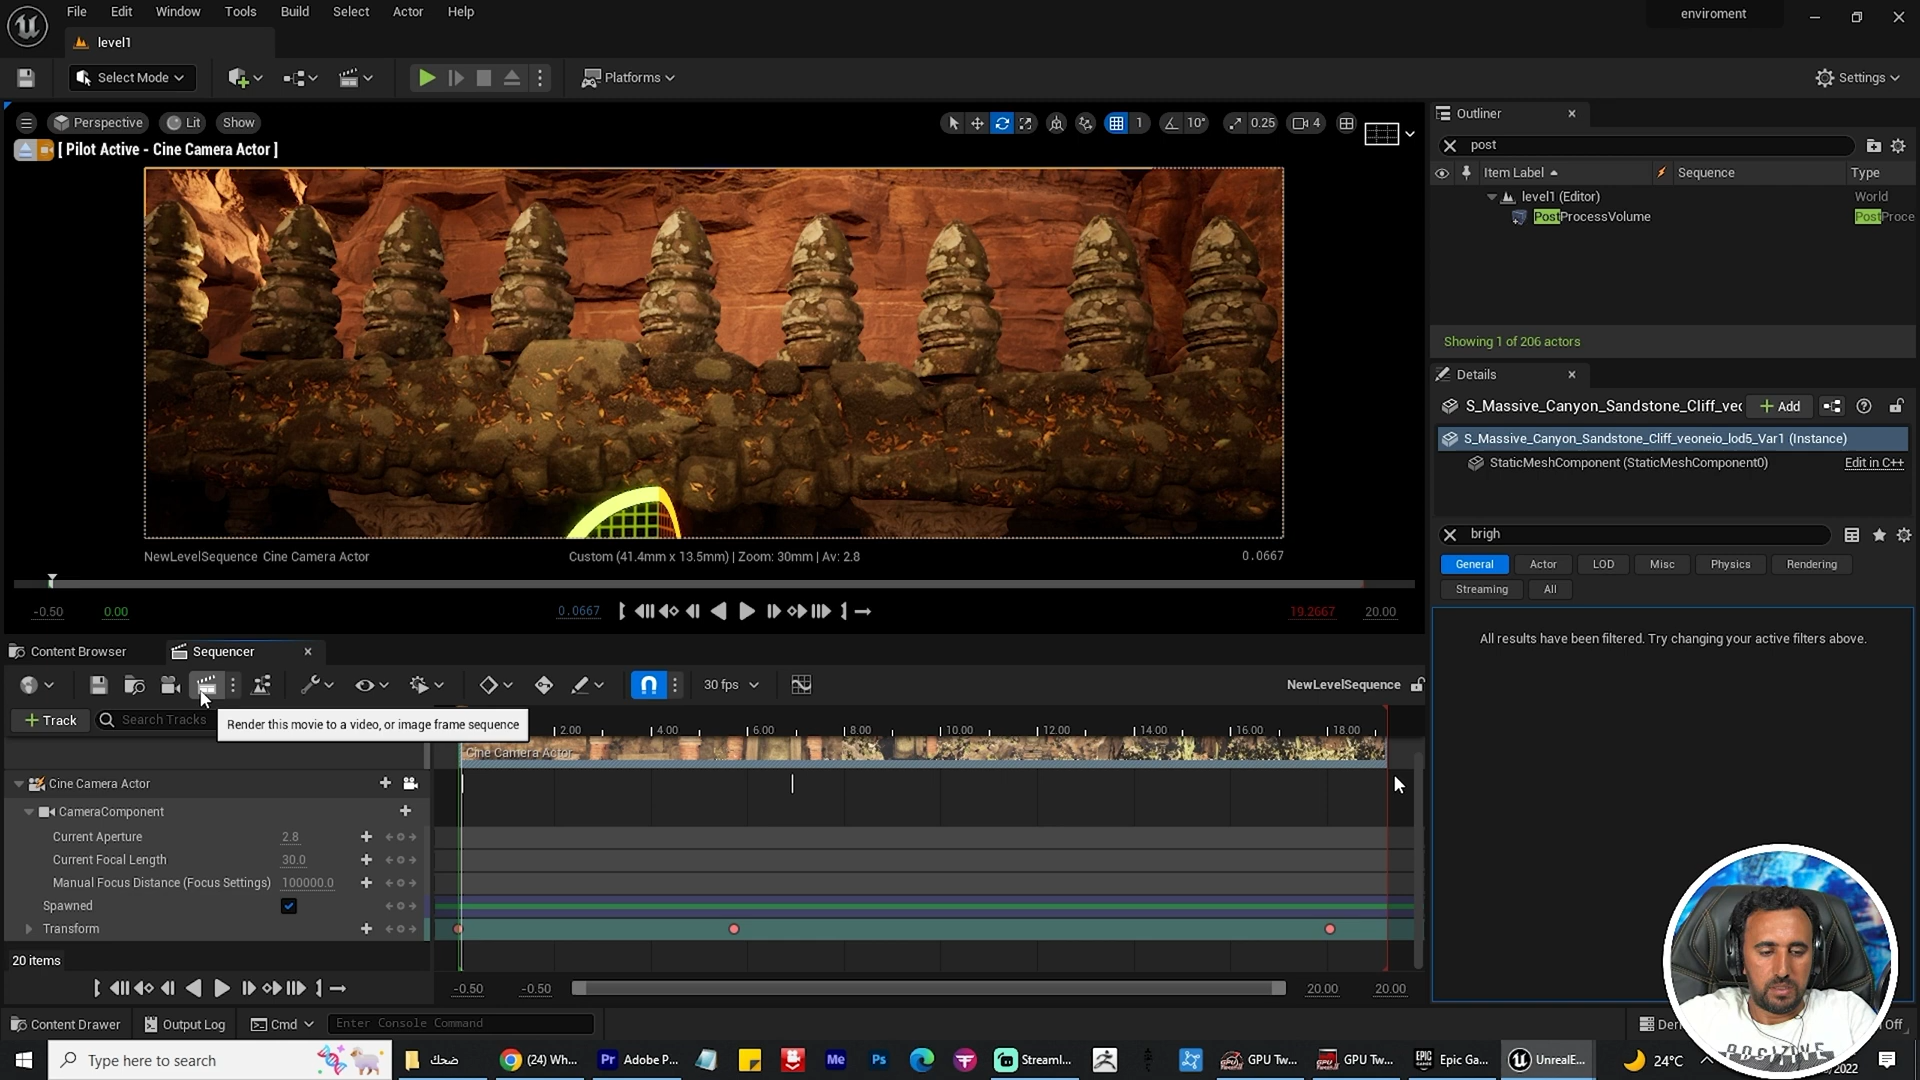 File Edit Window Tools Build Select Actor Help
enviroment
level1
Select Mode
Platforms
Settings
Perspective
Lit
Show
1
10°
0.25
4
[ Pilot Active - Cine Camera Actor ]
NewLevelSequence Cine Camera Actor
Custom (41.4mm x 13.5mm) | Zoom: 30mm | Av: 2.8
0.0667
-0.50
0.00
0.0667
19.2667
20.00
Outliner
post
Item Label
Sequence
Type
level1 (Editor)
World
PostProcessVolume
PostProce
Showing 1 of 206 actors
Details
S_Massive_Canyon_Sandstone_Cliff_vec
Add
S_Massive_Canyon_Sandstone_Cliff_veoneio_lod5_Var1 (Instance)
StaticMeshComponent (StaticMeshComponent0)
Edit in C++
brigh
General
Actor
LOD
Misc
Physics
Rendering
Streaming
All
All results have been filtered. Try changing your active filters above.
Content Browser
Sequencer
30 fps
NewLevelSequence
Track
Search Tracks
Render this movie to a video, or image frame sequence
2.00
4.00
6.00
8.00
10.00
12.00
14.00
16.00
18.00
Cine Camera Actor
Cine Camera Actor
CameraComponent
Current Aperture
2.8
Current Focal Length
30.0
Manual Focus Distance (Focus Settings)
100000.0
Spawned
Transform
20 items
-0.50
-0.50
20.00
20.00
Content Drawer
Output Log
Cmd
Enter Console Command
Off
Type here to search
ضحك
(24) Wh...
Adobe P...
Streaml...
GPU Tw...
GPU Tw...
Epic Ga...
UnrealE...
24°C
POSITIVE